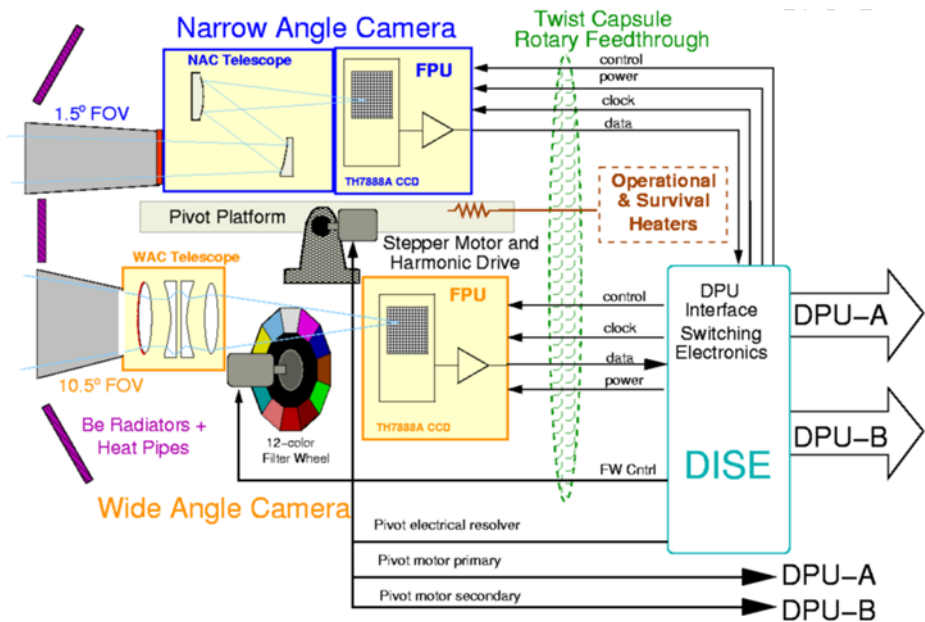 Narrow Angle Camera
Twist Capsule
Rotary Feedthrough
NAC Telescope
FPU
control
power
clock
data
1.5° FOV
TH7888A CCD
Operational
& Survival
Heaters
Pivot Platform
Stepper Motor and
Harmonic Drive
WAC Telescope
FPU
control
clock
data
power
DPU
Interface
Switching
Electronics
DISE
DPU-A
DPU-B
10.5° FOV
TH7888A CCD
Be Radiators +
Heat Pipes
12-color
Filter Wheel
FW Cntrl
Wide Angle Camera
Pivot electrical resolver
Pivot motor primary
DPU-A
Pivot motor secondary
DPU-B